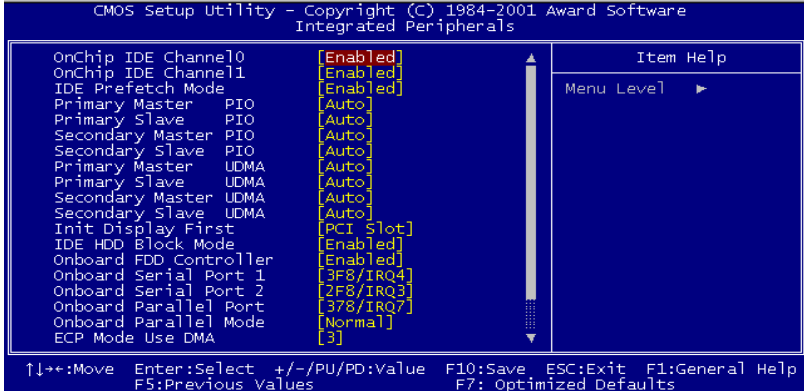 CMOS Setup Utility - Copyright (C) 1984-2001 Award Software
Integrated Peripherals
OnChip IDE Channel0 [Enabled]
OnChip IDE Channel1 [Enabled]
IDE Prefetch Mode [Enabled]
Primary Master PIO [Auto]
Primary Slave PIO [Auto]
Secondary Master PIO [Auto]
Secondary Slave PIO [Auto]
Primary Master UDMA [Auto]
Primary Slave UDMA [Auto]
Secondary Master UDMA [Auto]
Secondary Slave UDMA [Auto]
Init Display First [PCI Slot]
IDE HDD Block Mode [Enabled]
Onboard FDD Controller [Enabled]
Onboard Serial Port 1 [3F8/IRQ4]
Onboard Serial Port 2 [2F8/IRQ3]
Onboard Parallel Port [378/IRQ7]
Onboard Parallel Mode [Normal]
ECP Mode Use DMA [3]
Item Help
Menu Level ►
↑↓→←:Move Enter:Select +/-/PU/PD:Value F10:Save ESC:Exit F1:General Help
F5:Previous Values F7: Optimized Defaults